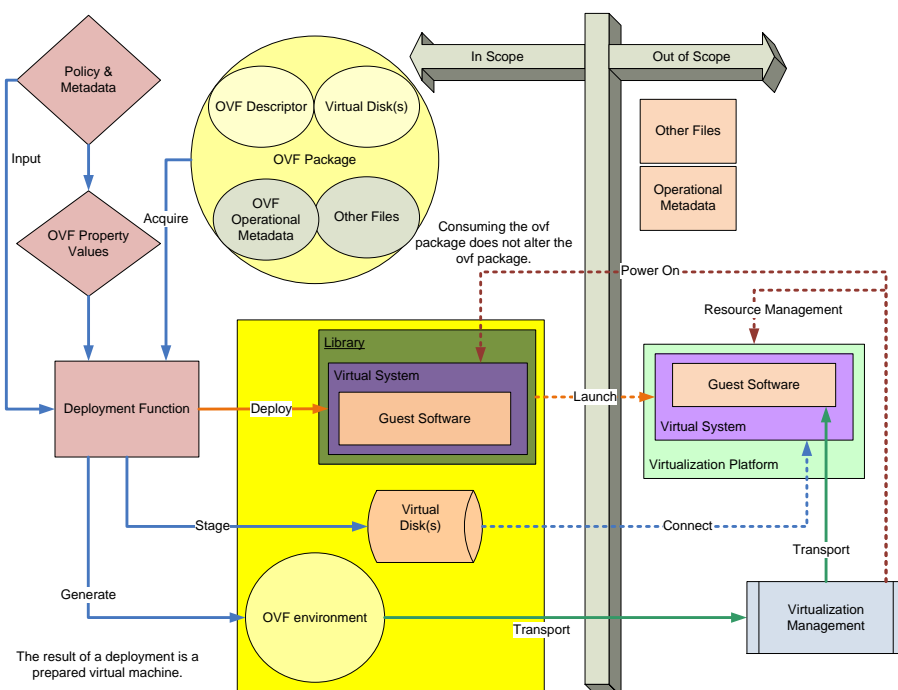 Policy &
Metadata
Input
OVF Property
Values
Acquire
OVF Descriptor
Virtual Disk(s)
OVF Package
OVF
Operational
Metadata
Other Files
In Scope
Out of Scope
Other Files
Operational
Metadata
Consuming the ovf
package does not alter the
ovf package.
Power On
Resource Management
Library
Virtual System
Guest Software
Deployment Function
Deploy
Launch
Guest Software
Virtual System
Virtualization Platform
Stage
Virtual
Disk(s)
Connect
Transport
Generate
OVF environment
Transport
Virtualization
Management
The result of a deployment is a
prepared virtual machine.